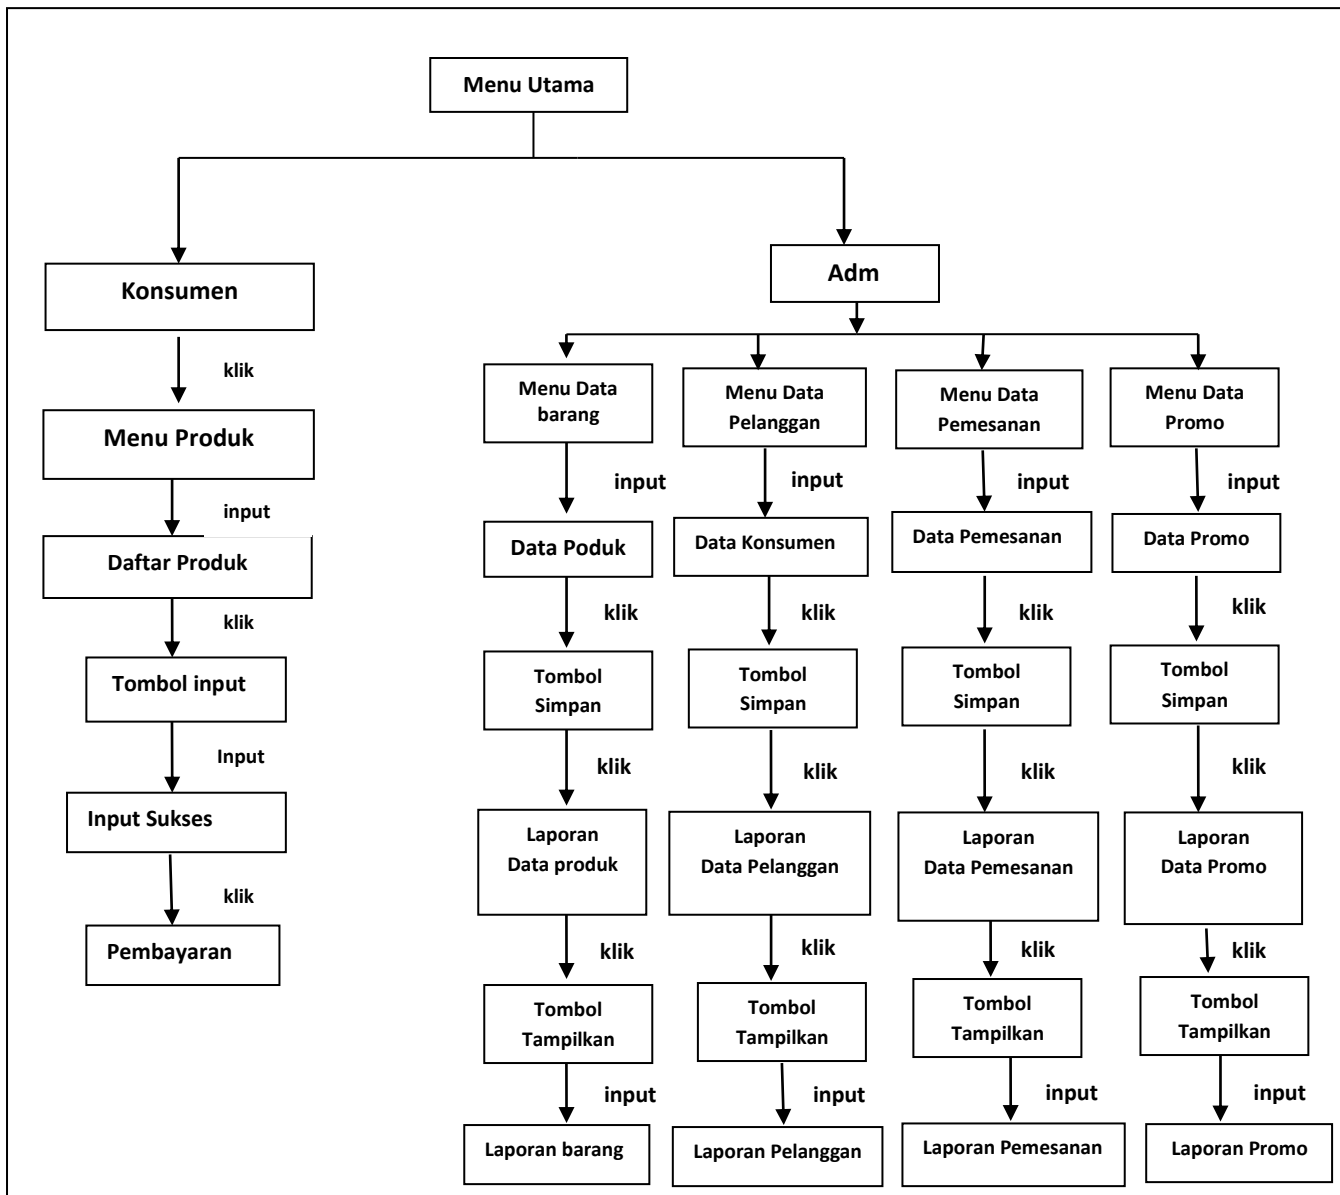 Menu Utama
Konsumen
Adm
klik
Menu Produk
input
Daftar Produk
klik
Tombol input
Input
Input Sukses
klik
Pembayaran
Menu Data
barang
input
Data Poduk
klik
Tombol
Simpan
klik
Laporan
Data produk
klik
Tombol
Tampilkan
input
Laporan barang
Menu Data
Pelanggan
input
Data Konsumen
klik
Tombol
Simpan
klik
Laporan
Data Pelanggan
klik
Tombol
Tampilkan
input
Laporan Pelanggan
Menu Data
Pemesanan
input
Data Pemesanan
klik
Tombol
Simpan
klik
Laporan
Data Pemesanan
klik
Tombol
Tampilkan
input
Laporan Pemesanan
Menu Data
Promo
input
Data Promo
klik
Tombol
Simpan
klik
Laporan
Data Promo
klik
Tombol
Tampilkan
input
Laporan Promo